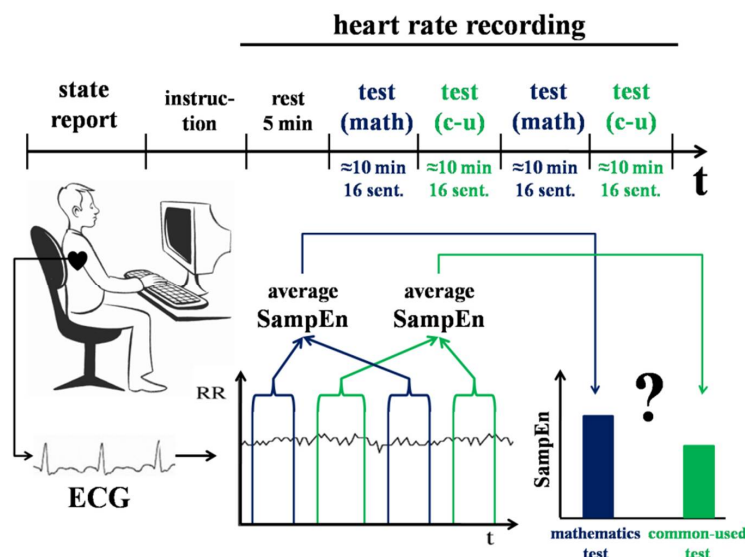 heart rate recording
state
report
instruc-
tion
rest
5 min
test
(math)
test
(c-u)
test
(math)
test
(c-u)
≈10 min
16 sent.
≈10 min
16 sent.
≈10 min
16 sent.
≈10 min
16 sent.
t
average
SampEn
average
SampEn
RR
t
ECG
?
SampEn
mathematics
test
common-used
test